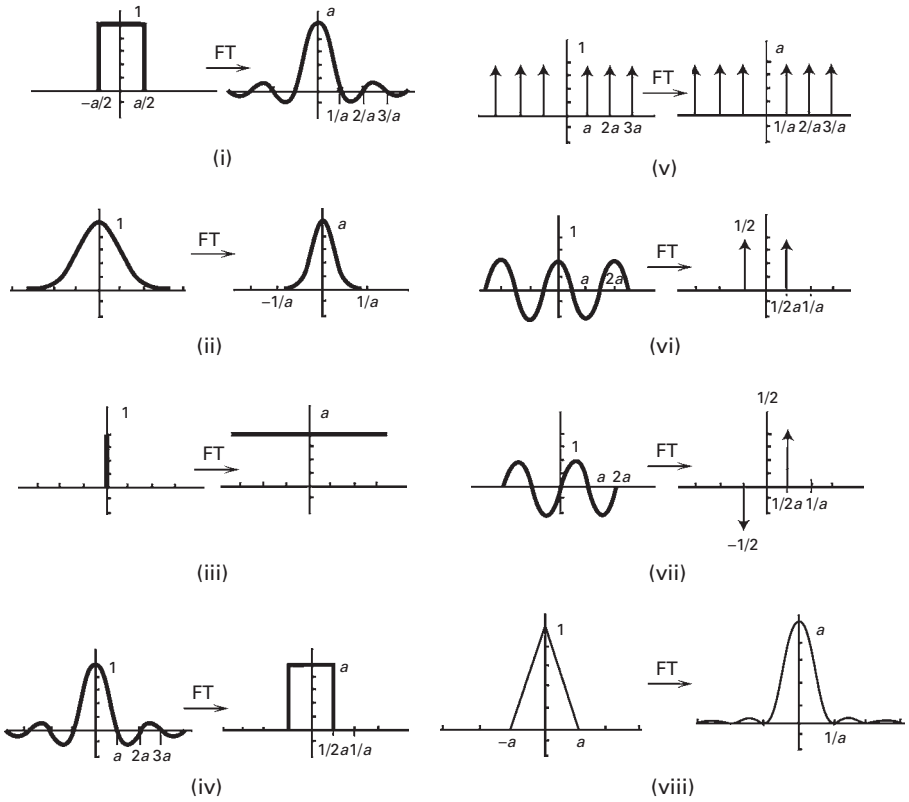 1
a
FT
−a/2 a/2
1/a 2/a 3/a
(i)
1
a
FT
a 2a 3a
1/a 2/a 3/a
(v)
1
a
FT
−1/a 1/a
(ii)
1
1/2
FT
a 2a
1/2a 1/a
(vi)
1
a
FT
(iii)
1/2
1
FT
a 2a
1/2a 1/a
−1/2
(vii)
1
a
FT
a 2a 3a
1/2a 1/a
(iv)
1
a
FT
−a a
1/a
(viii)